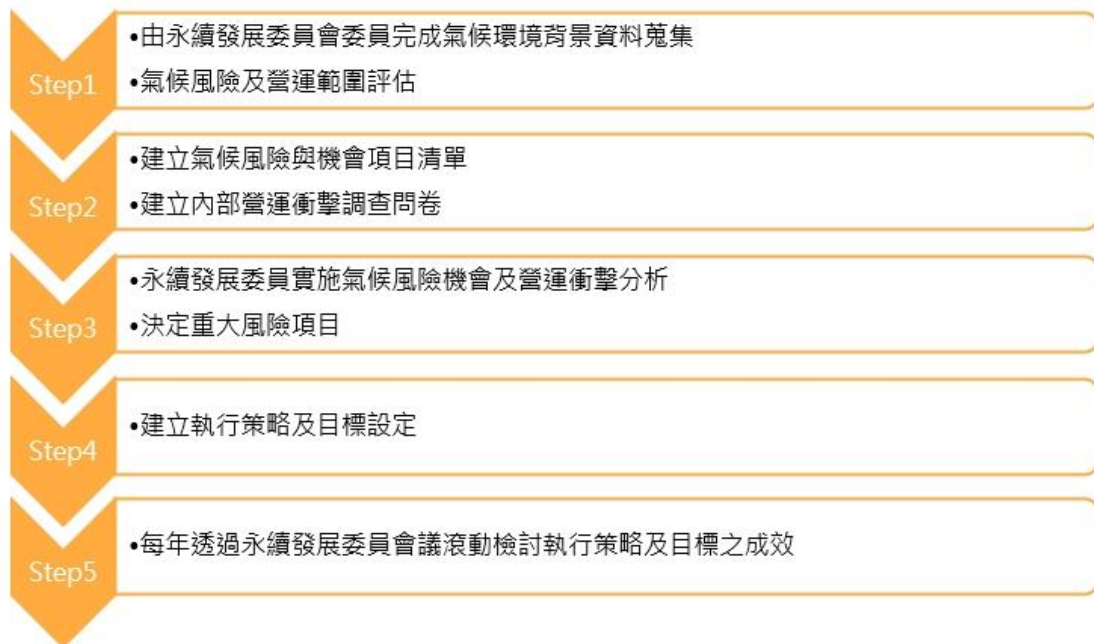 Step1
•由永續發展委員會委員完成氣候環境背景資料蒐集
•氣候風險及營運範圍評估
Step2
•建立氣候風險與機會項目清單
•建立內部營運衝擊調查問卷
Step3
•永續發展委員實施氣候風險機會及營運衝擊分析
•決定重大風險項目
Step4
•建立執行策略及目標設定
Step5
•每年透過永續發展委員會議滾動檢討執行策略及目標之成效